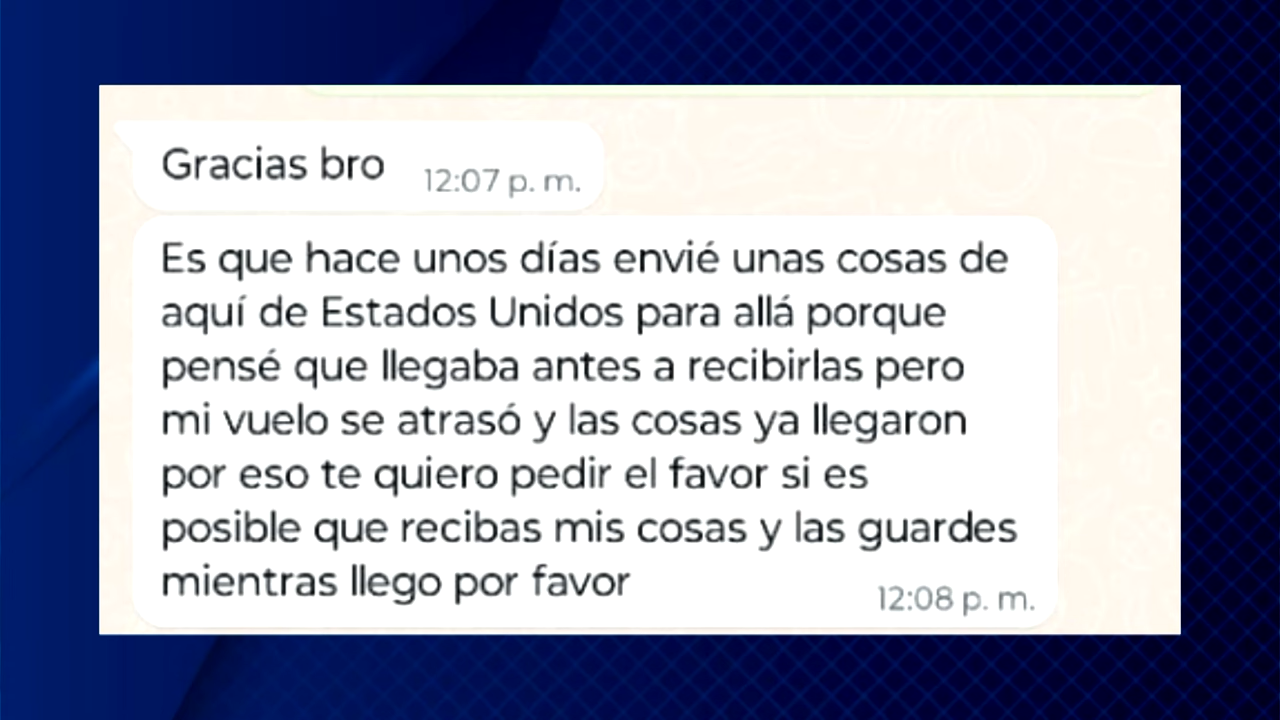 Gracias bro
12:07 p. m.
Es que hace unos días envié unas cosas de
aquí de Estados Unidos para allá porque
pensé que llegaba antes a recibirlas pero
mi vuelo se atrasó y las cosas ya llegaron
por eso te quiero pedir el favor si es
posible que recibas mis cosas y las guardes
mientras llego por favor
12:08 p. m.